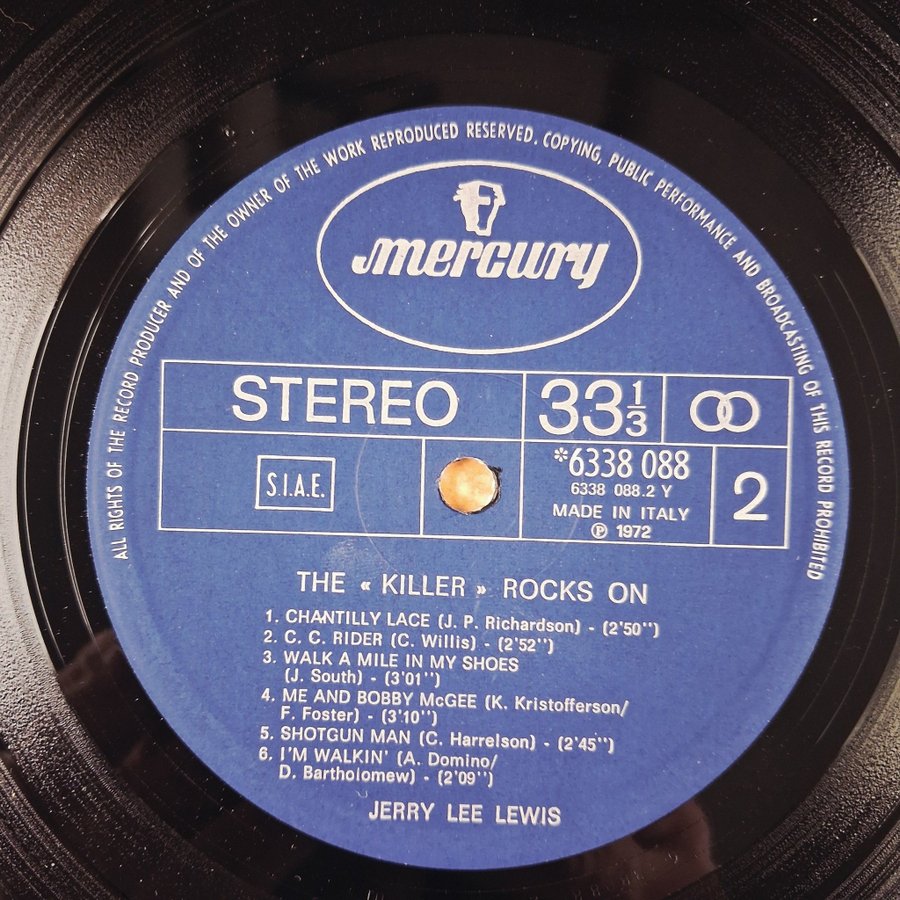 ALL RIGHTS OF THE RECORD PRODUCER AND OF THE OWNER OF THE WORK REPRODUCED RESERVED. COPYING, PUBLIC PERFORMANCE AND BROADCASTING OF THIS RECORD PROHIBITED
mercury
STEREO
33 1/3
S.I.A.E.
*6338 088
6338 088.2 Y
MADE IN ITALY
℗ 1972
2
THE « KILLER » ROCKS ON
1. CHANTILLY LACE (J. P. Richardson) - (2'50'')
2. C. C. RIDER (C. Willis) - (2'52'')
3. WALK A MILE IN MY SHOES
(J. South) - (3'01'')
4. ME AND BOBBY McGEE (K. Kristofferson/
F. Foster) - (3'10'')
5. SHOTGUN MAN (C. Harrelson) - (2'45'')
6. I'M WALKIN' (A. Domino/
D. Bartholomew) - (2'09'')
JERRY LEE LEWIS